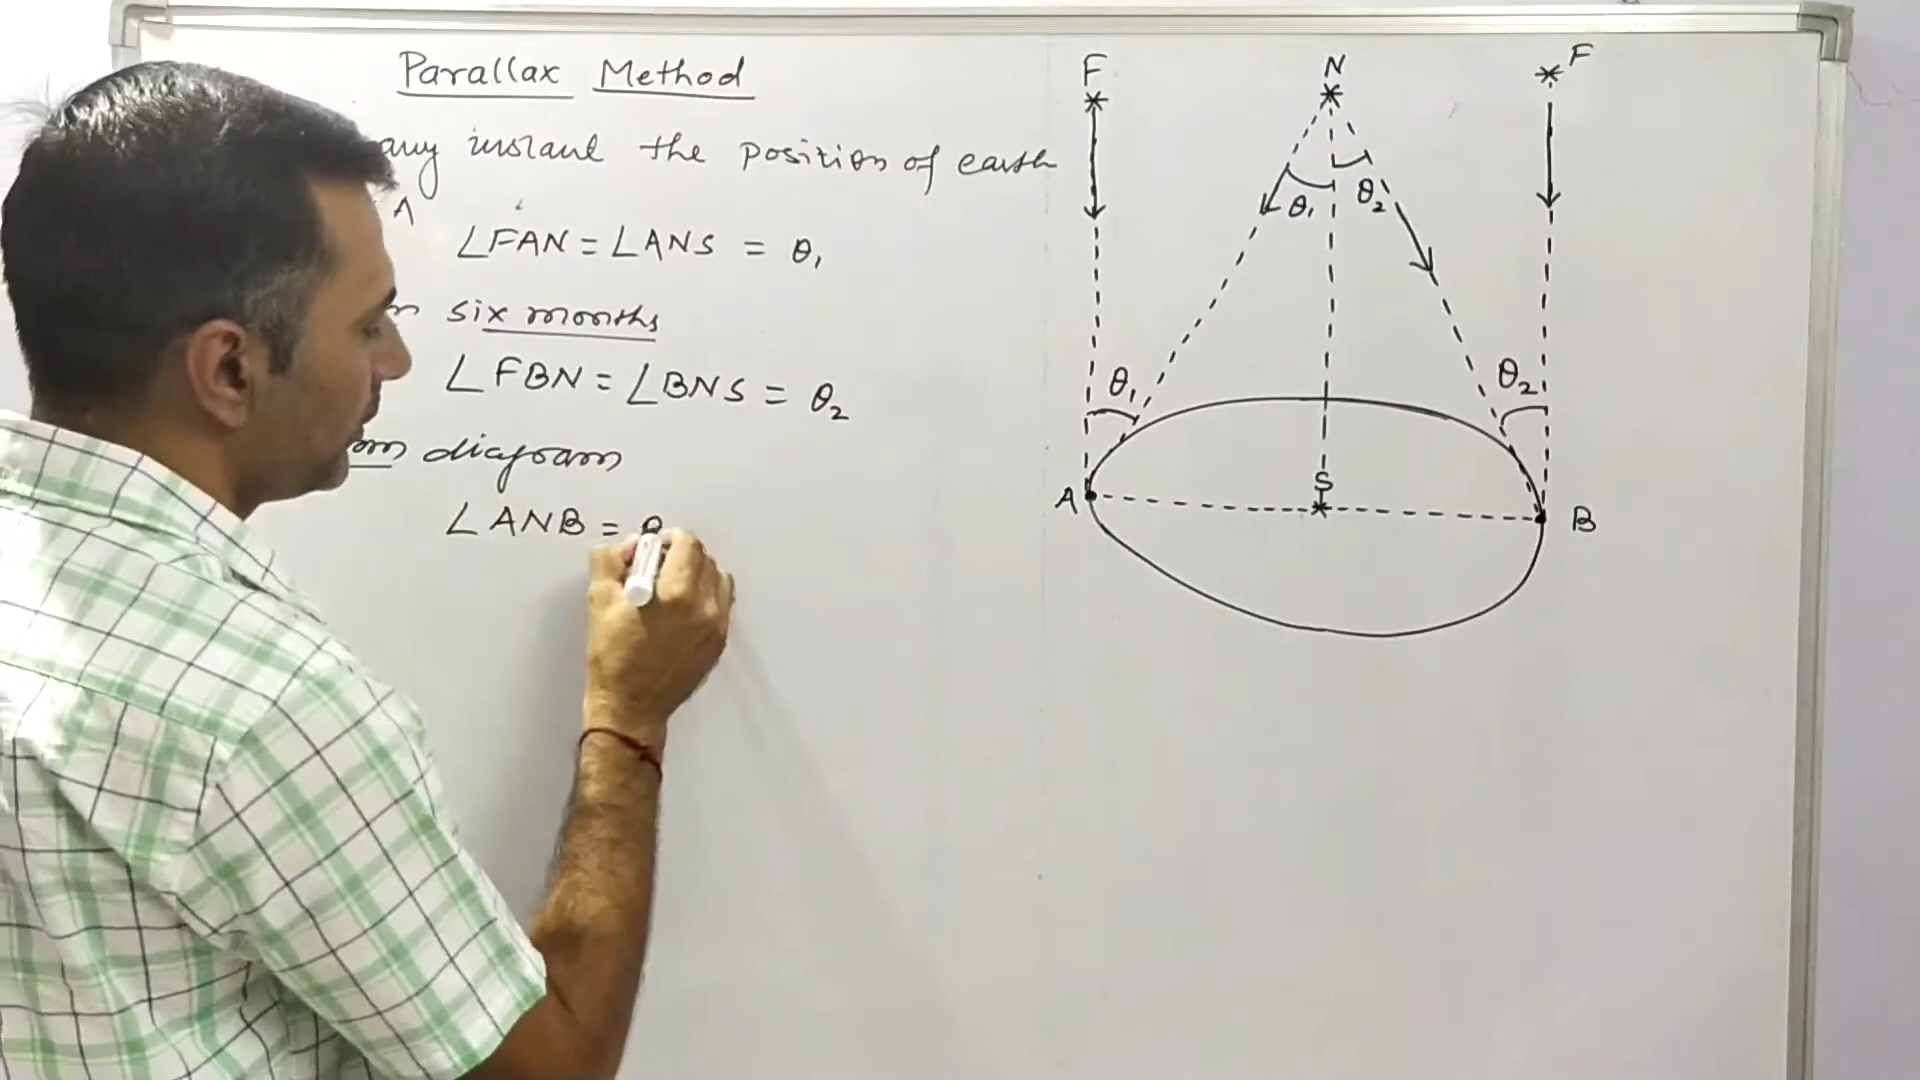 Parallax Method
any instant the position of earth
A
∠FAN = ∠ANS = θ₁
six months
∠FBN = ∠BNS = θ₂
diagram
∠ANB = θ
F
N
F
θ₁
θ₂
θ₁
θ₂
S
A
B